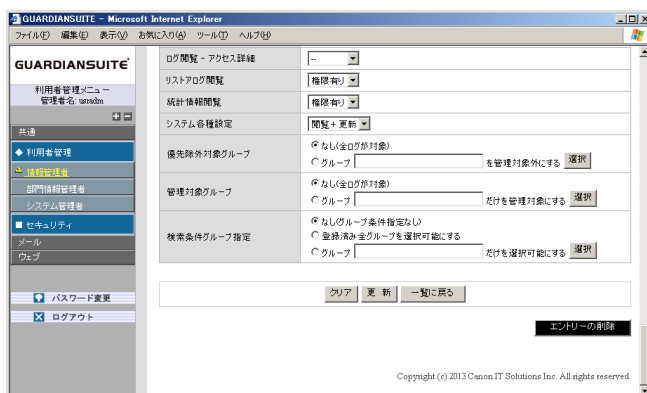 GUARDIANSUITE - Microsoft Internet Explorer
ファイル(F) 編集(E) 表示(V) お気に入り(A) ツール(T) ヘルプ(H)
GUARDIANSUITE
利用者管理メニュー
管理者名: usradm
共通
◆ 利用者管理
情報管理者
部門情報管理者
システム管理者
■ セキュリティ
メール
ウェブ
パスワード変更
ログアウト
ログ閲覧 - アクセス詳細 --
リストアログ閲覧 権限有り
統計情報閲覧 権限有り
システム各種設定 閲覧+更新
優先除外対象グループ
なし(全ログが対象)
グループ を管理対象外にする 選択
管理対象グループ
なし(全ログが対象)
グループ だけを管理対象にする 選択
検索条件グループ指定
なし(グループ条件指定なし)
登録済み全グループを選択可能にする
グループ だけを選択可能にする 選択
クリア 更 新 一覧に戻る
エントリーの削除
Copyright (c) 2013 Canon IT Solutions Inc. All rights reserved.